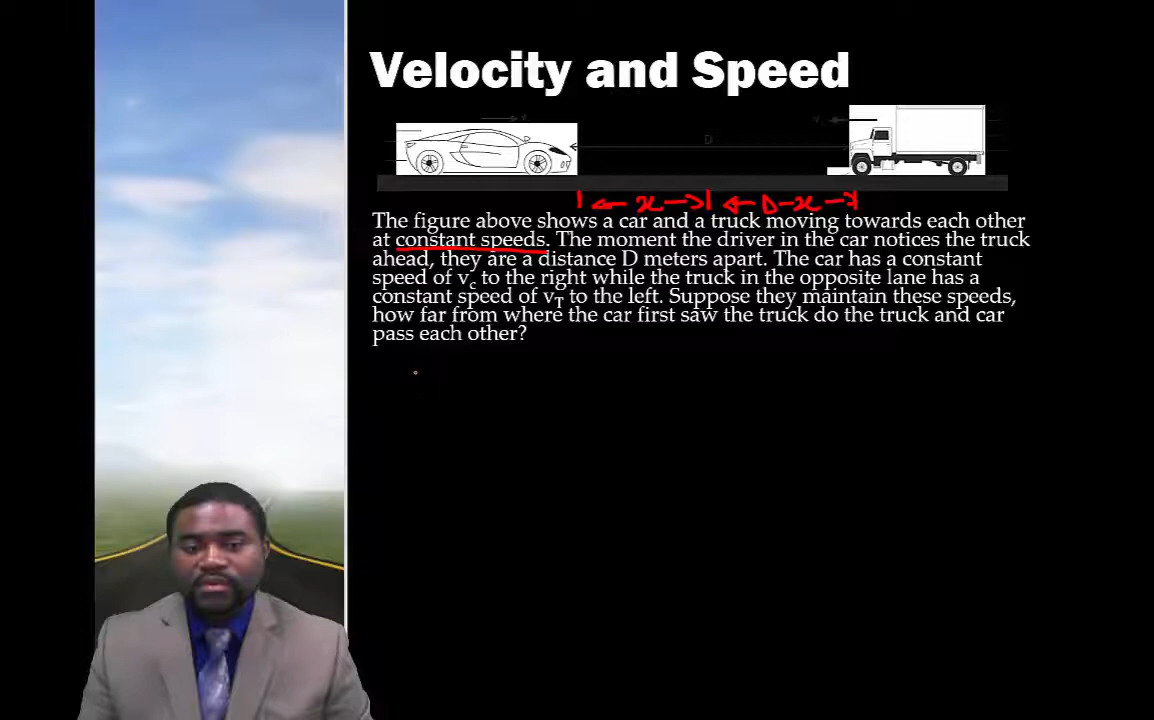 Velocity and Speed
D
x D-x
The figure above shows a car and a truck moving towards each other
at constant speeds. The moment the driver in the car notices the truck
ahead, they are a distance D meters apart. The car has a constant
speed of vc to the right while the truck in the opposite lane has a
constant speed of vT to the left. Suppose they maintain these speeds,
how far from where the car first saw the truck do the truck and car
pass each other?